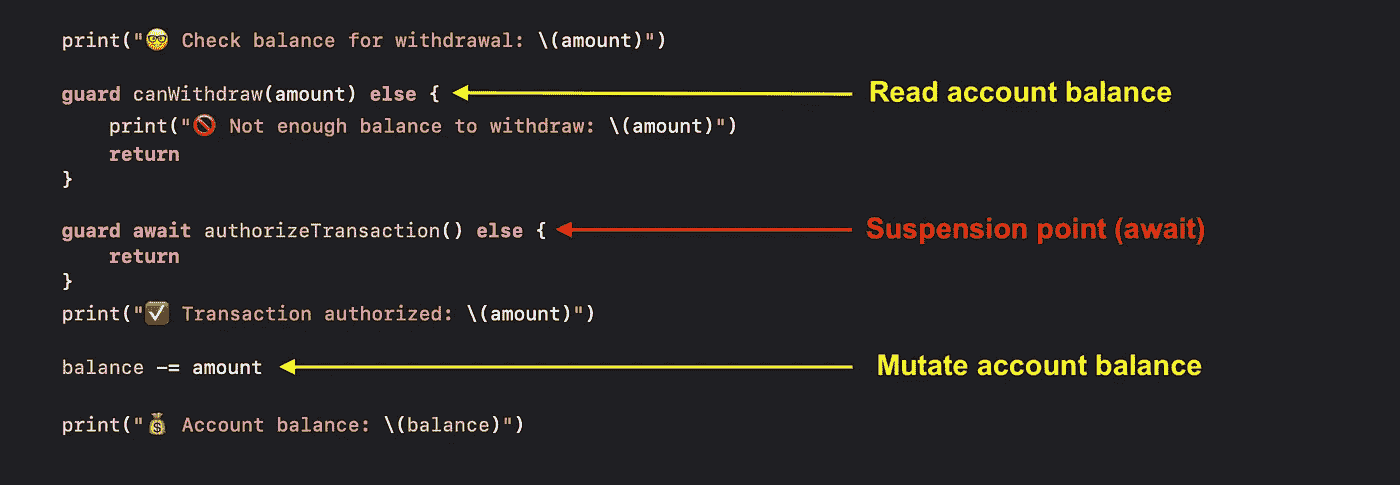 print("🤓 Check balance for withdrawal: \(amount)")
guard canWithdraw(amount) else { Read account balance
print("🚫 Not enough balance to withdraw: \(amount)")
return
}
guard await authorizeTransaction() else { Suspension point (await)
return
}
print("✅ Transaction authorized: \(amount)")
balance -= amount Mutate account balance
print("💰 Account balance: \(balance)")